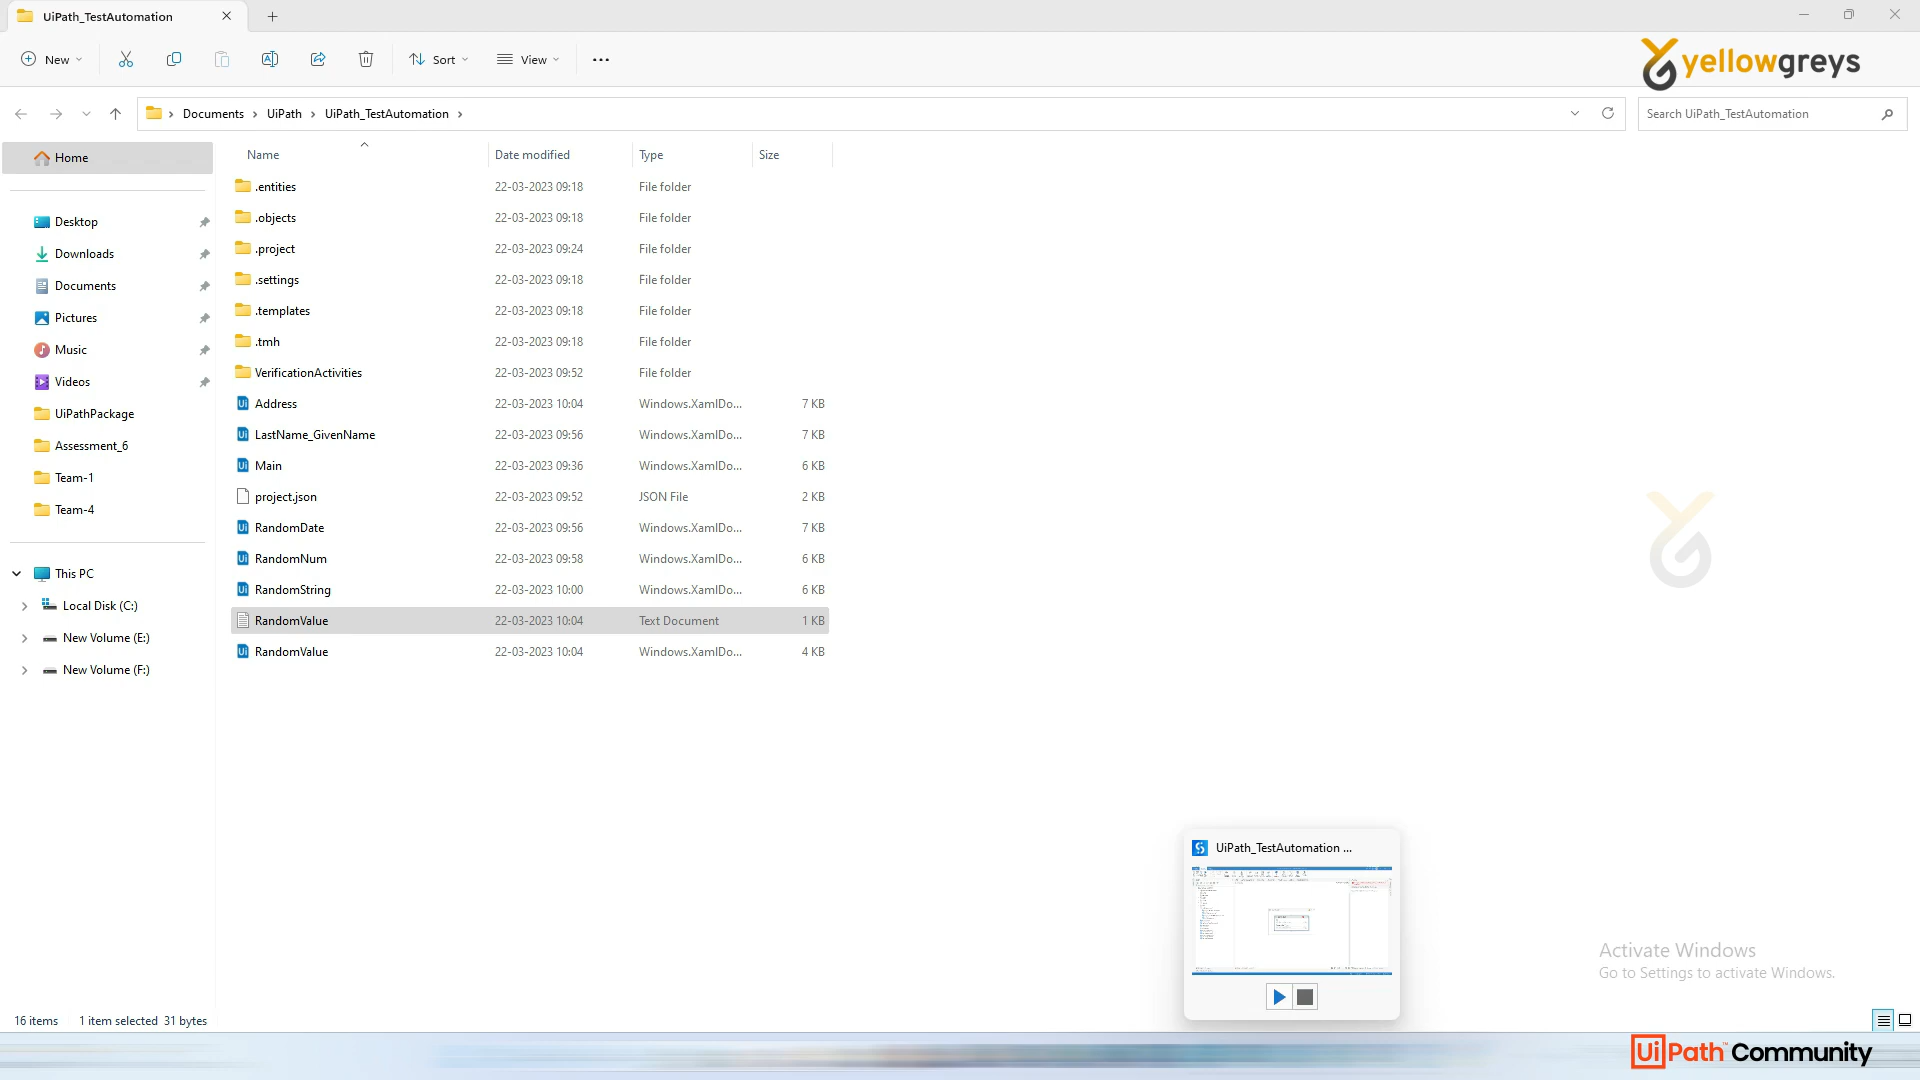 UiPath_TestAutomation
New
Sort
View
yellowgreys
Documents > UiPath > UiPath_TestAutomation >
Search UiPath_TestAutomation
Home
Name Date modified Type Size
.entities 22-03-2023 09:18 File folder
.objects 22-03-2023 09:18 File folder
.project 22-03-2023 09:24 File folder
.settings 22-03-2023 09:18 File folder
.templates 22-03-2023 09:18 File folder
.tmh 22-03-2023 09:18 File folder
VerificationActivities 22-03-2023 09:52 File folder
Address 22-03-2023 10:04 Windows.XamlDo... 7 KB
LastName_GivenName 22-03-2023 09:56 Windows.XamlDo... 7 KB
Main 22-03-2023 09:36 Windows.XamlDo... 6 KB
project.json 22-03-2023 09:52 JSON File 2 KB
RandomDate 22-03-2023 09:56 Windows.XamlDo... 7 KB
RandomNum 22-03-2023 09:58 Windows.XamlDo... 6 KB
RandomString 22-03-2023 10:00 Windows.XamlDo... 6 KB
RandomValue 22-03-2023 10:04 Text Document 1 KB
RandomValue 22-03-2023 10:04 Windows.XamlDo... 4 KB
Desktop
Downloads
Documents
Pictures
Music
Videos
UiPathPackage
Assessment_6
Team-1
Team-4
This PC
Local Disk (C:)
New Volume (E:)
New Volume (F:)
UiPath_TestAutomation ...
Activate Windows
Go to Settings to activate Windows.
16 items 1 item selected 31 bytes
UiPath™ Community